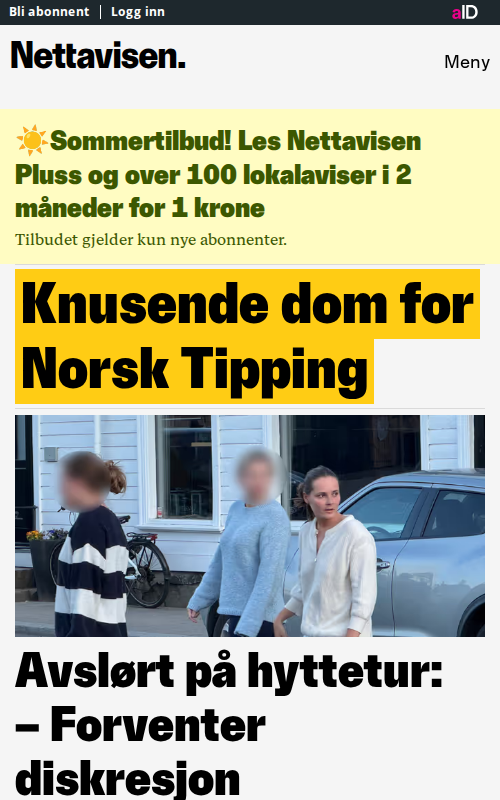 Bli abonnent | Logg inn
aID
Nettavisen.
Meny
☀️Sommertilbud! Les Nettavisen
Pluss og over 100 lokalaviser i 2
måneder for 1 krone
Tilbudet gjelder kun nye abonnenter.
Knusende dom for
Norsk Tipping
Avslørt på hyttetur:
– Forventer
diskresjon